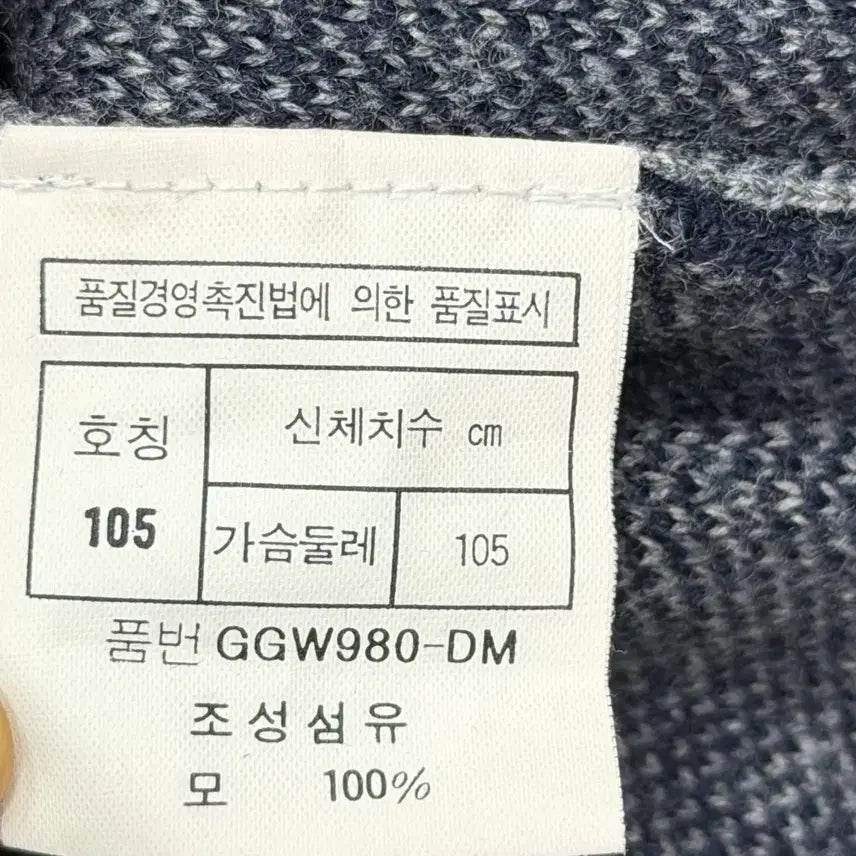 품질경영촉진법에 의한 품질표시
호칭
신체치수 cm
105
가슴둘레 105
품번 GGW980-DM
조성섬유
모 100%